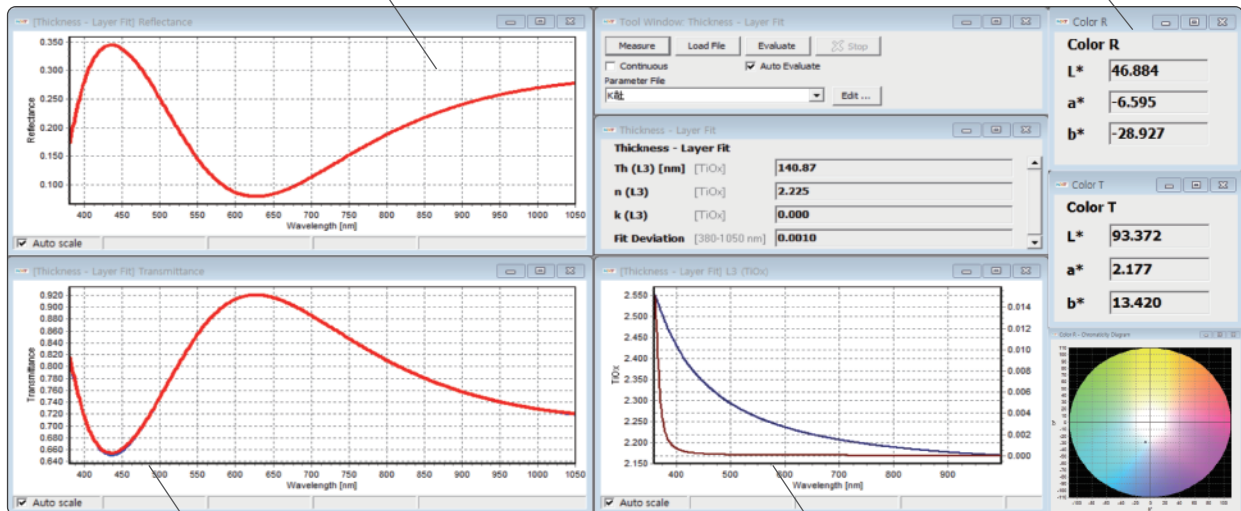 [Thickness - Layer Fit] Reflectance
0.350
0.300
0.250
0.200
0.150
0.100
Reflectance
400 450 500 550 600 650 700 750 800 850 900 950 1000 1050
Wavelength [nm]
Auto scale
Tool Window: Thickness - Layer Fit
Measure Load File Evaluate Stop
Continuous Auto Evaluate
Parameter File
Edit ...
Thickness - Layer Fit
Thickness - Layer Fit
Th (L3) [nm] [TiOx] 140.87
n (L3) [TiOx] 2.225
k (L3) [TiOx] 0.000
Fit Deviation [380-1050 nm] 0.0010
Color R
Color R
L* 46.884
a* -6.595
b* -28.927
Color T
Color T
L* 93.372
a* 2.177
b* 13.420
[Thickness - Layer Fit] Transmittance
0.920
0.900
0.880
0.860
0.840
0.820
0.800
0.780
0.760
0.740
0.720
0.700
0.680
0.660
0.640
Transmittance
400 450 500 550 600 650 700 750 800 850 900 950 1000 1050
Wavelength [nm]
Auto scale
[Thickness - Layer Fit] L3 (TiOx)
2.550
2.500
2.450
2.400
2.350
2.300
2.250
2.200
2.150
TiOx
0.014
0.012
0.010
0.008
0.006
0.004
0.002
0.000
400 500 600 700 800 900
Wavelength [nm]
Auto scale
Color R - Chromaticity Diagram